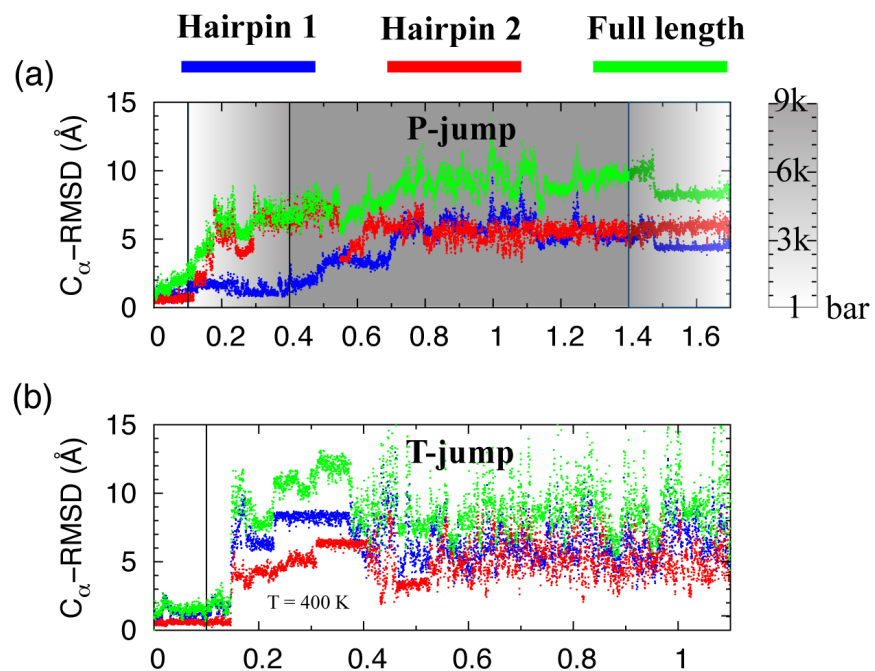 Hairpin 1 Hairpin 2 Full length
(a)
15
10
5
0
Cα−RMSD (Å)
P-jump
0 0.2 0.4 0.6 0.8 1 1.2 1.4 1.6
9k
6k
3k
1 bar
(b)
15
10
5
0
Cα−RMSD (Å)
T-jump
T = 400 K
0 0.2 0.4 0.6 0.8 1